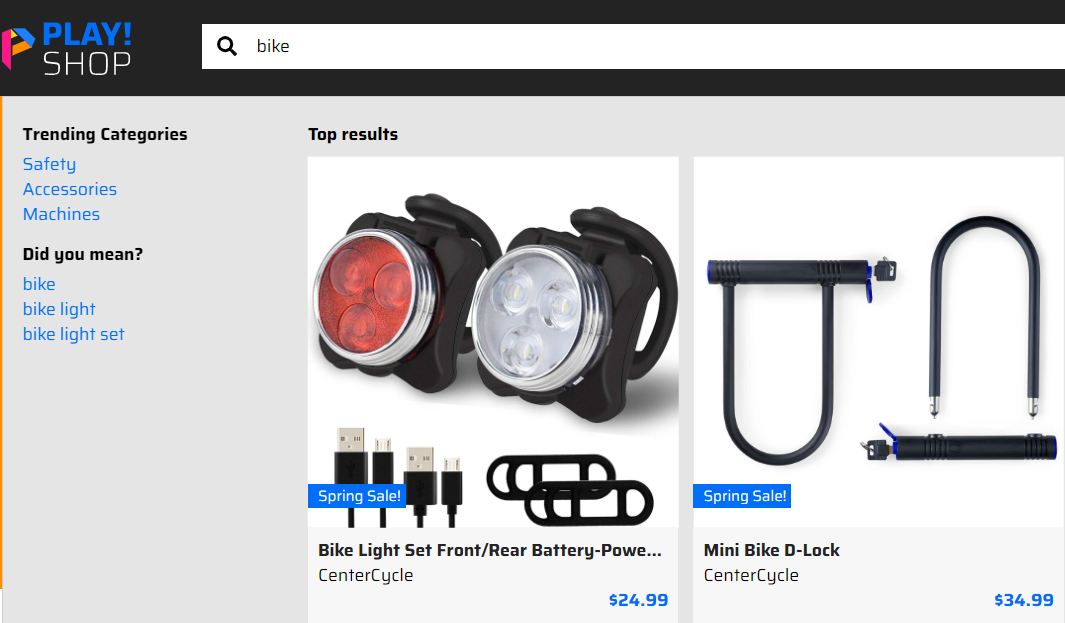 PLAY!
SHOP
bike
Trending Categories
Safety
Accessories
Machines
Did you mean?
bike
bike light
bike light set
Top results
Spring Sale!
Bike Light Set Front/Rear Battery-Powe...
CenterCycle
$24.99
Spring Sale!
Mini Bike D-Lock
CenterCycle
$34.99